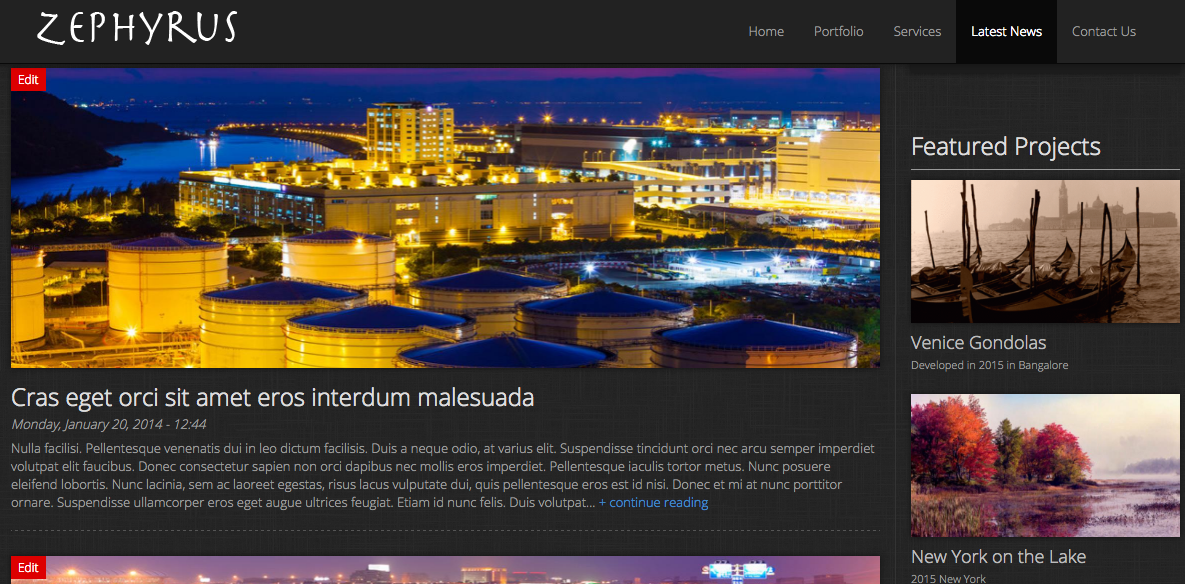 ZEPHYRUS
Home Portfolio Services Latest News Contact Us
Edit
Cras eget orci sit amet eros interdum malesuada
Monday, January 20, 2014 - 12:44
Nulla facilisi. Pellentesque venenatis dui in leo dictum facilisis. Duis a neque odio, at varius elit. Suspendisse tincidunt orci nec arcu semper imperdiet
volutpat elit faucibus. Donec consectetur sapien non orci dapibus nec mollis eros imperdiet. Pellentesque iaculis tortor metus. Nunc posuere
eleifend lobortis. Nunc lacinia, sem ac laoreet egestas, risus lacus vulputate dui, quis pellentesque eros est id nisi. Donec et mi at nunc porttitor
ornare. Suspendisse ullamcorper eros eget augue ultrices feugiat. Etiam id nunc felis. Duis volutpat... + continue reading
Edit
Featured Projects
Venice Gondolas
Developed in 2015 in Bangalore
New York on the Lake
2015 New York